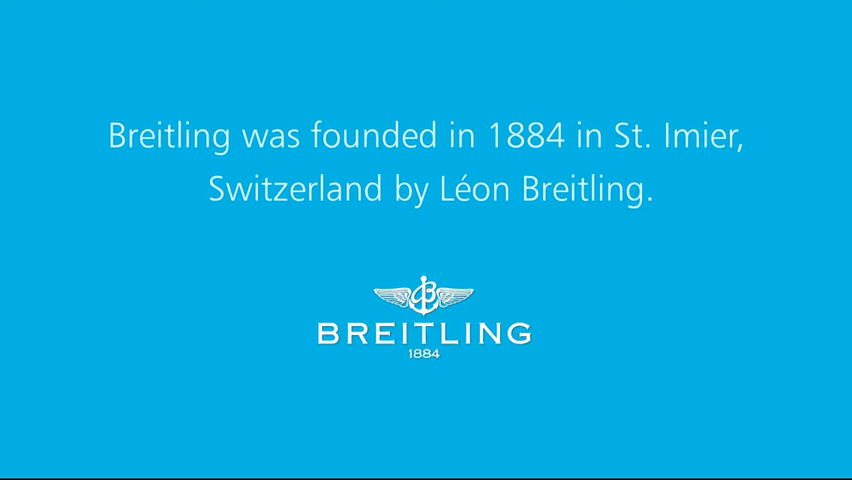 Breitling was founded in 1884 in St. Imier,
Switzerland by Léon Breitling.
B
BREITLING
1884